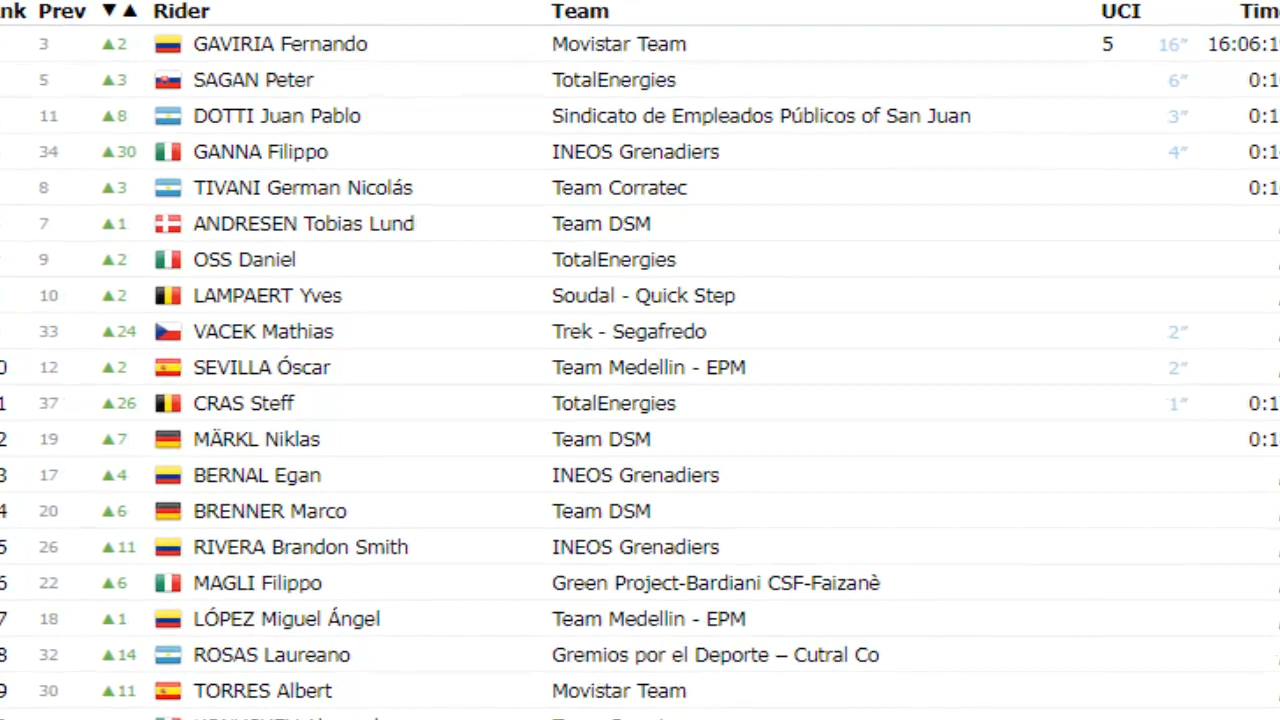 nk Prev ▼▲ Rider Team UCI Tim
3 ▲2 GAVIRIA Fernando Movistar Team 5 16″ 16:06:1
5 ▲3 SAGAN Peter TotalEnergies 6″ 0:1
11 ▲8 DOTTI Juan Pablo Sindicato de Empleados Públicos of San Juan 3″ 0:1
34 ▲30 GANNA Filippo INEOS Grenadiers 4″ 0:1
8 ▲3 TIVANI German Nicolás Team Corratec 0:1
7 ▲1 ANDRESEN Tobias Lund Team DSM
9 ▲2 OSS Daniel TotalEnergies
10 ▲2 LAMPAERT Yves Soudal - Quick Step
33 ▲24 VACEK Mathias Trek - Segafredo 2″
0 12 ▲2 SEVILLA Óscar Team Medellin - EPM 2″
1 37 ▲26 CRAS Steff TotalEnergies 1″ 0:1
2 19 ▲7 MÄRKL Niklas Team DSM 0:1
3 17 ▲4 BERNAL Egan INEOS Grenadiers
4 20 ▲6 BRENNER Marco Team DSM
5 26 ▲11 RIVERA Brandon Smith INEOS Grenadiers
6 22 ▲6 MAGLI Filippo Green Project-Bardiani CSF-Faizanè
7 18 ▲1 LÓPEZ Miguel Ángel Team Medellin - EPM
8 32 ▲14 ROSAS Laureano Gremios por el Deporte – Cutral Co
9 30 ▲11 TORRES Albert Movistar Team